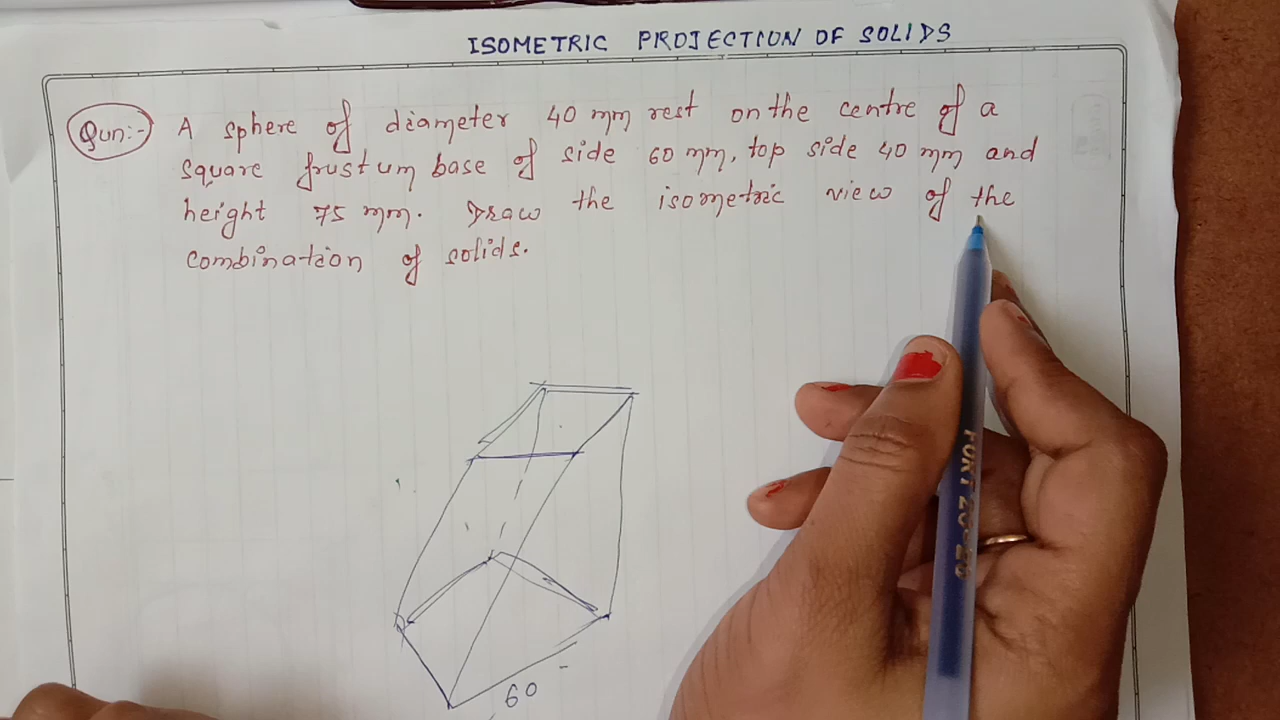 ISOMETRIC PROJECTION OF SOLIDS
Qun:- A sphere of diameter 40 mm rest on the centre of a
square frustum base of side 60 mm, top side 40 mm and
height 75 mm. Draw the isometric view of the
combination of solids.
60